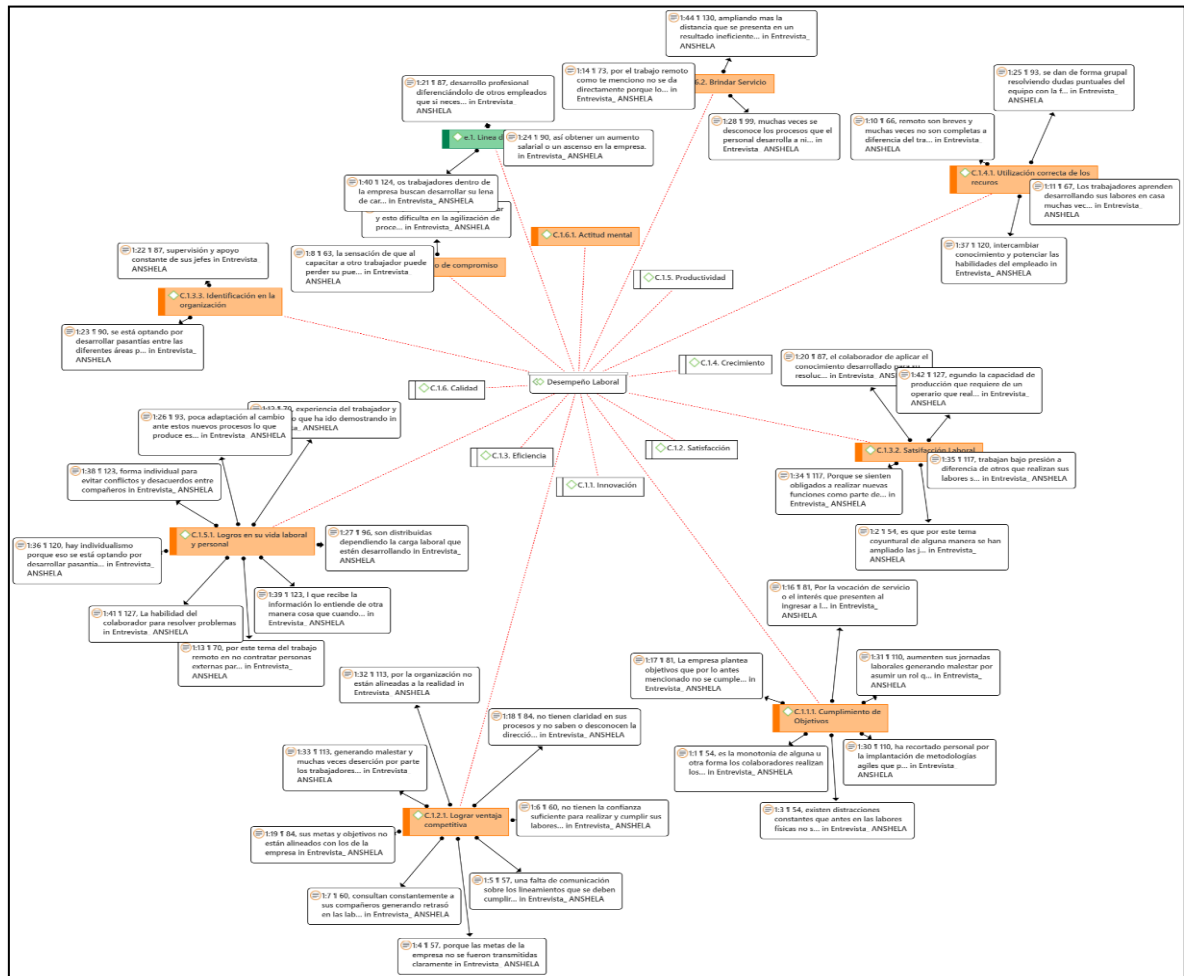 1:44 ¶ 130, ampliando mas la
distancia que se presenta en un
resultado ineficiente... in Entrevista_
ANSHELA
1:14 ¶ 73, por el trabajo remoto
como te menciono no se da
directamente porque lo...
in Entrevista_ ANSHELA
6.2. Brindar Servicio
1:28 ¶ 99, muchas veces se
desconoce los procesos que el
personal desarrolla a ni...
in Entrevista_ ANSHELA
1:21 ¶ 87, desarrollo profesional
diferenciándolo de otros empleados
que si neces... in Entrevista_
ANSHELA
e.1. Linea d
1:24 ¶ 90, así obtener un aumento
salarial o un ascenso en la empresa.
in Entrevista_ ANSHELA
1:40 ¶ 124, os trabajadores dentro de
la empresa buscan desarrollar su lena
de car... in Entrevista_ ANSHELA
y esto dificulta en la agilización de
proce... in Entrevista_ ANSHELA
1:8 ¶ 63, la sensación de que al
capacitar a otro trabajador puede
perder su pue... in Entrevista_
ANSHELA
o de compromiso
C.1.6.1. Actitud mental
1:25 ¶ 93, se dan de forma grupal
resolviendo dudas puntuales del
equipo con la f... in Entrevista_
ANSHELA
1:10 ¶ 66, remoto son breves y
muchas veces no son completas a
diferencia del tra...
in Entrevista_ ANSHELA
C.1.4.1. Utilización correcta de los
recuros
1:11 ¶ 67, Los trabajadores aprenden
desarrollando sus labores en casa
muchas vec... in Entrevista_
ANSHELA
1:37 ¶ 120, intercambiar
conocimiento y potenciar las
habilidades del empleado en
Entrevista_ ANSHELA
1:22 ¶ 87, supervisión y apoyo
constante de sus jefes in Entrevista
ANSHELA
C.1.3.3. Identificación en la
organización
1:23 ¶ 90, se está optando por
desarrollar pasantías entre las
diferentes áreas p... in Entrevista_
ANSHELA
C.1.5. Productividad
C.1.4. Crecimiento
Desempeño Laboral
C.1.6. Calidad
C.1.3. Eficiencia
C.1.2. Satisfacción
C.1.1. Innovación
1:20 ¶ 87, el colaborador de aplicar el
conocimiento desarrollado para su
resoluc... in Entrevista_ ANSHELA
1:42 ¶ 127, egundo la capacidad de
producción que requiere de un
operario que real...
in Entrevista_ ANSHELA
C.1.3.2. Satsifacción Laboral
1:35 ¶ 117, trabajan bajo presión a
diferencia de otros que realizan sus
labores s... in Entrevista_ ANSHELA
1:34 ¶ 117, Porque se sienten
obligados a realizar nuevas
funciones como parte de...
in Entrevista_ ANSHELA
1:2 ¶ 54, es que por este tema
coyuntural de alguna manera se han
ampliado las j... in Entrevista_
ANSHELA
experiencia del trabajador y
o que ha ido demostrando in
1:26 ¶ 93, poca adaptación al cambio
ante estos nuevos procesos lo que
produce es... in Entrevista_
ANSHELA
1:38 ¶ 123, forma individual para
evitar conflictos y desacuerdos entre
compañeros in Entrevista_
ANSHELA
C.1.5.1. Logros en su vida laboral
y personal
1:27 ¶ 96, son distribuidas
dependiendo la carga laboral que
estén desarrollando in Entrevista_
ANSHELA
1:36 ¶ 120, hay individualismo
porque eso se está optando por
desarrollar pasantía...
in Entrevista_ ANSHELA
1:39 ¶ 123, l que recibe la
información lo entiende de otra
manera cosa que cuando...
in Entrevista_ ANSHELA
1:41 ¶ 127, La habilidad del
colaborador para resolver problemas
in Entrevista_ ANSHELA
1:13 ¶ 70, por este tema del trabajo
remoto en no contratar personas
externas par... in Entrevista_
ANSHELA
1:16 ¶ 81, Por la vocación de servicio
o el interés que presenten al
ingresar a l... in Entrevista_
ANSHELA
1:17 ¶ 81, La empresa plantea
objetivos que por lo antes
mencionado no se cumple...
in Entrevista_ ANSHELA
1:31 ¶ 110, aumenten sus jornadas
laborales generando malestar por
asumir un rol q... in Entrevista_
ANSHELA
C.1.1.1. Cumplimiento de
Objetivos
1:1 ¶ 54, es la monotonía de alguna u
otra forma los colaboradores realizan
los... in Entrevista_ ANSHELA
1:30 ¶ 110, ha recortado personal por
la implantación de metodologías
agiles que p... in Entrevista_
ANSHELA
1:3 ¶ 54, existen distracciones
constantes que antes en las labores
físicas no s... in Entrevista_
ANSHELA
1:32 ¶ 113, por la organización no
están alineadas a la realidad in
Entrevista_ ANSHELA
1:18 ¶ 84, no tienen claridad en sus
procesos y no saben o desconocen la
direcció... in Entrevista_ ANSHELA
1:33 ¶ 113, generando malestar y
muchas veces deserción por parte
los trabajadores...
in Entrevista_ ANSHELA
C.1.2.1. Lograr ventaja
competitiva
1:6 ¶ 60, no tienen la confianza
suficiente para realizar y cumplir sus
labores... in Entrevista_ ANSHELA
1:19 ¶ 84, sus metas y objetivos no
están alineados con los de la
empresa in Entrevista_ ANSHELA
1:5 ¶ 57, una falta de comunicación
sobre los lineamientos que se deben
cumplir... in Entrevista_ ANSHELA
1:7 ¶ 60, consultan constantemente a
sus compañeros generando retrasó
en las lab... in Entrevista_ ANSHELA
1:4 ¶ 57, porque las metas de la
empresa no se fueron transmitidas
claramente in Entrevista_ ANSHELA